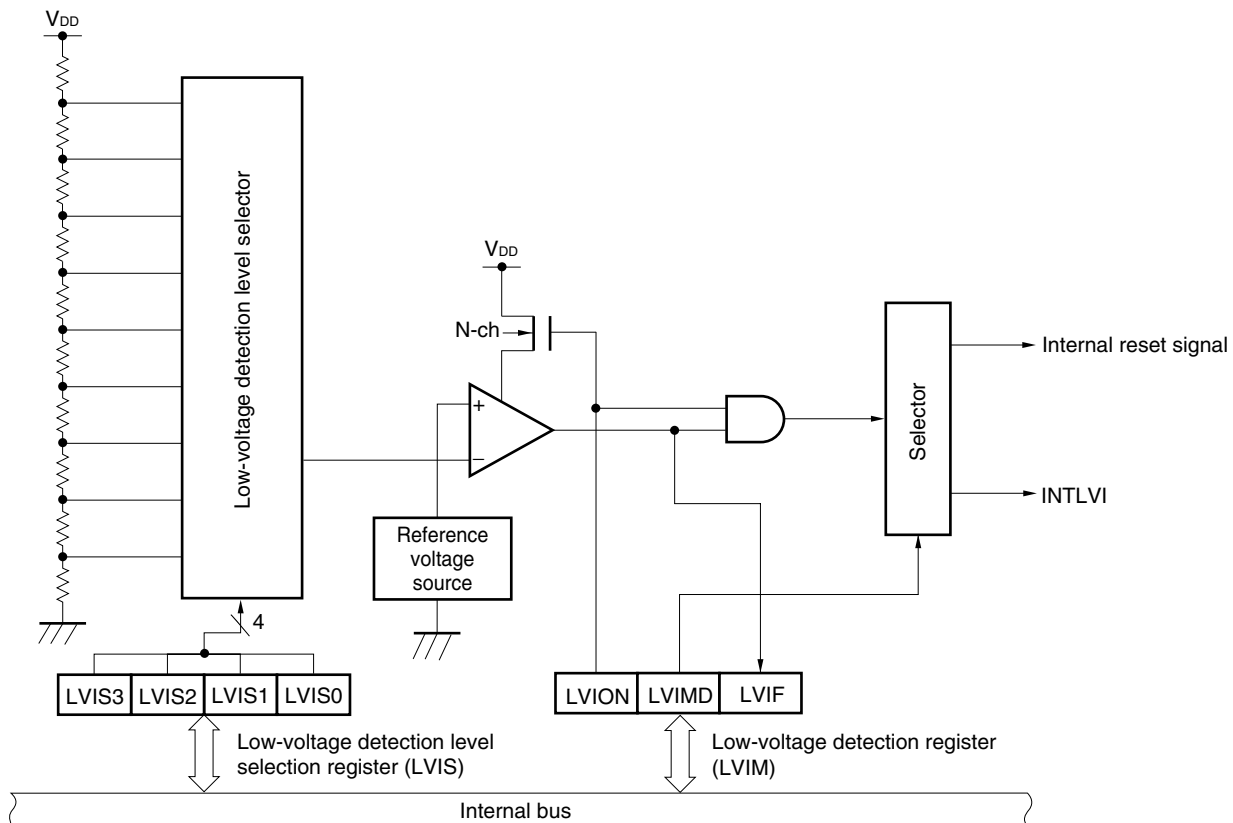 VDD
Low-voltage detection level selector
4
LVIS3 LVIS2 LVIS1 LVIS0
Low-voltage detection level
selection register (LVIS)
VDD
N-ch
+
−
Reference
voltage
source
Selector
Internal reset signal
INTLVI
LVION LVIMD LVIF
Low-voltage detection register
(LVIM)
Internal bus